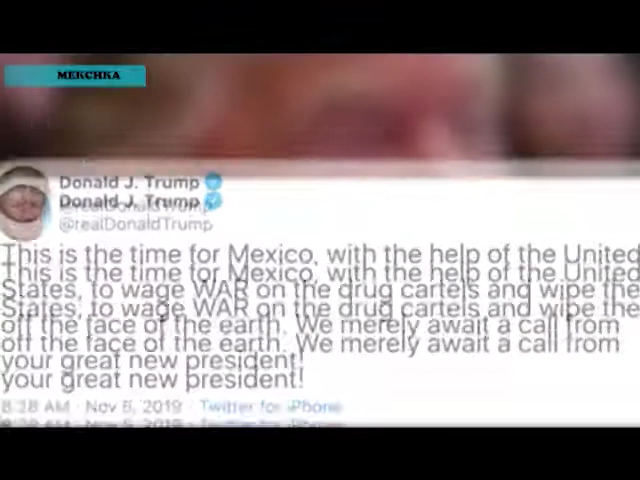 МЕКСИКА
Donald J. Trump
@realDonaldTrump
This is the time for Mexico, with the help of the United
States, to wage WAR on the drug cartels and wipe the
off the face of the earth. We merely await a call from
your great new president!
8:28 AM · Nov 5, 2019 · Twitter for iPhone